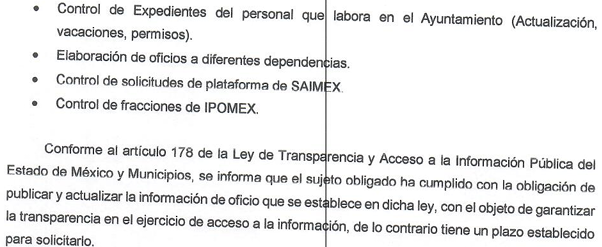 • Control de Expedientes del personal que labora en el Ayuntamiento (Actualización,
vacaciones, permisos).
• Elaboración de oficios a diferentes dependencias.
• Control de solicitudes de plataforma de SAIMEX.
• Control de fracciones de IPOMEX.
Conforme al artículo 178 de la Ley de Transparencia y Acceso a la Información Pública del
Estado de México y Municipios, se informa que el sujeto obligado ha cumplido con la obligación de
publicar y actualizar la información de oficio que se establece en dicha ley, con el objeto de garantizar
la transparencia en el ejercicio de acceso a la información, de lo contrario tiene un plazo establecido
para solicitarlo.